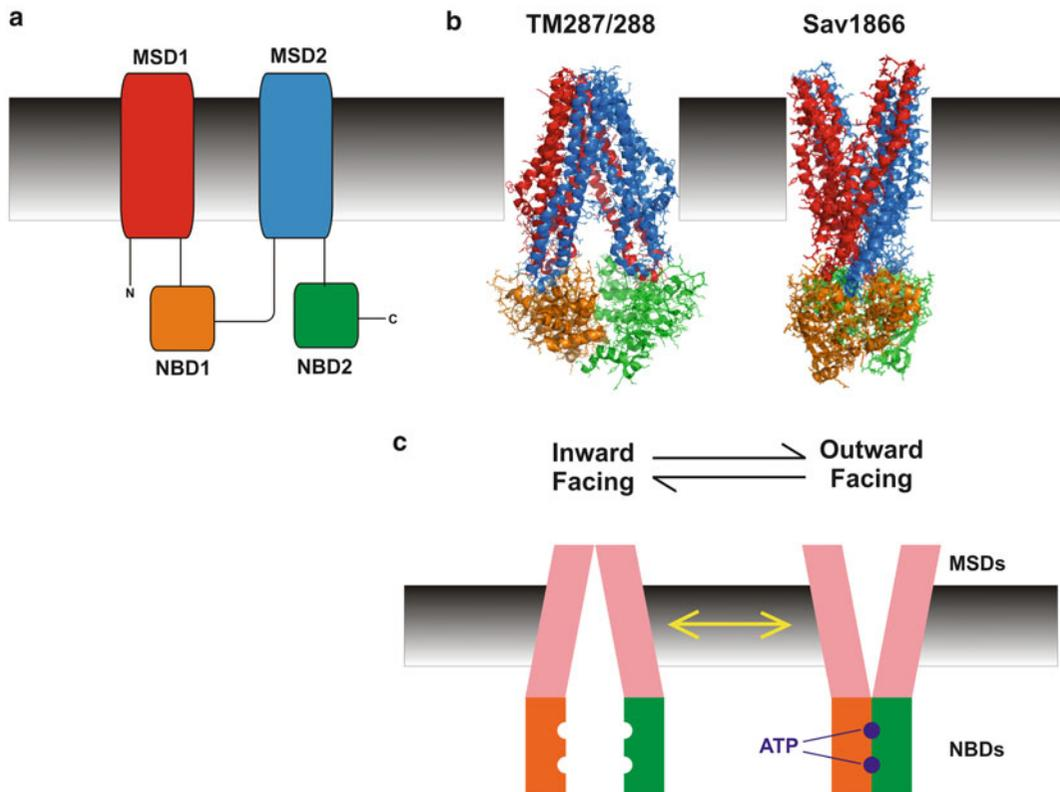 a
MSD1
MSD2
N
C
NBD1
NBD2
b
TM287/288
Sav1866
c
Inward
Facing
Outward
Facing
MSDs
ATP
NBDs